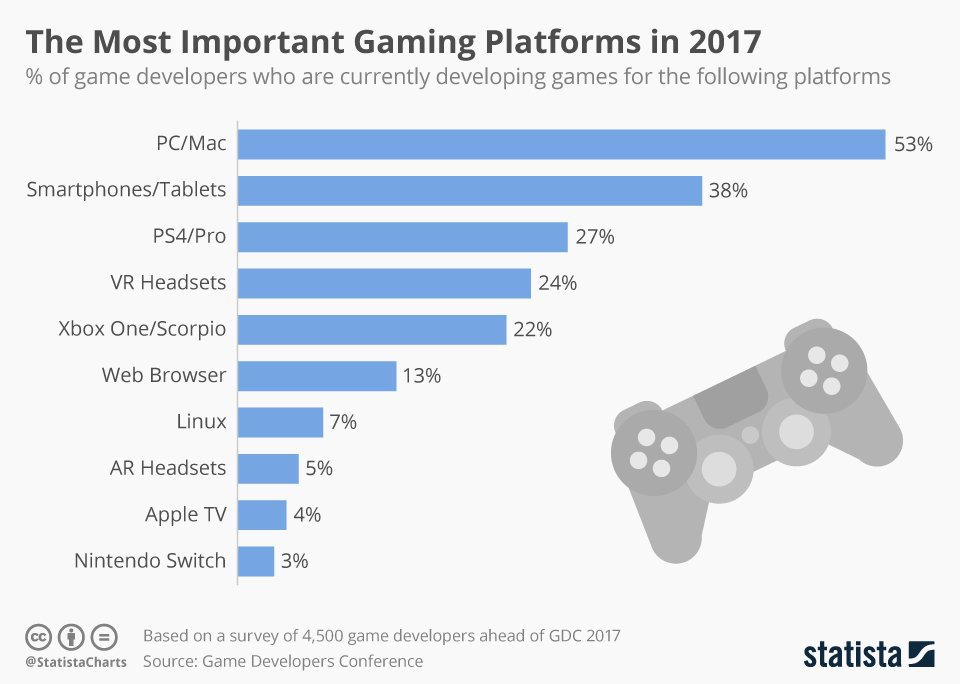 The Most Important Gaming Platforms in 2017
% of game developers who are currently developing games for the following platforms
PC/Mac 53%
Smartphones/Tablets 38%
PS4/Pro 27%
VR Headsets 24%
Xbox One/Scorpio 22%
Web Browser 13%
Linux 7%
AR Headsets 5%
Apple TV 4%
Nintendo Switch 3%
cc = Based on a survey of 4,500 game developers ahead of GDC 2017
@StatistaCharts Source: Game Developers Conference
statista